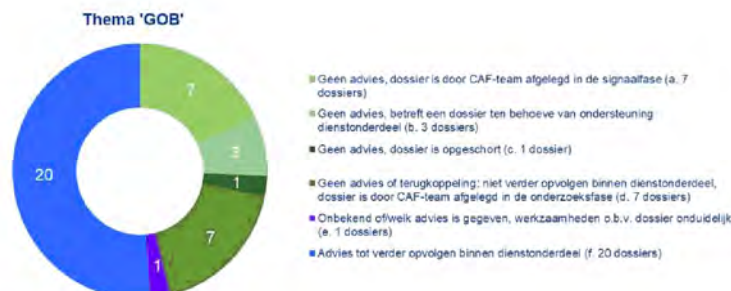 Thema 'GOB'
7
3
1
7
1
20
Geen advies, dossier is door CAF-team afgelegd in de signaalfase (a. 7
dossiers)
Geen advies, betreft een dossier ten behoeve van ondersteuning
dienstonderdeel (b. 3 dossiers)
Geen advies, dossier is opgeschort (c. 1 dossier)
Geen advies of terugkoppeling: niet verder opvolgen binnen dienstonderdeel,
dossier is door CAF-team afgelegd in de onderzoeksfase (d. 7 dossiers)
Onbekend of/welk advies is gegeven, werkzaamheden o.b.v. dossier onduidelijk
(e. 1 dossiers)
Advies tot verder opvolgen binnen dienstonderdeel (f. 20 dossiers)